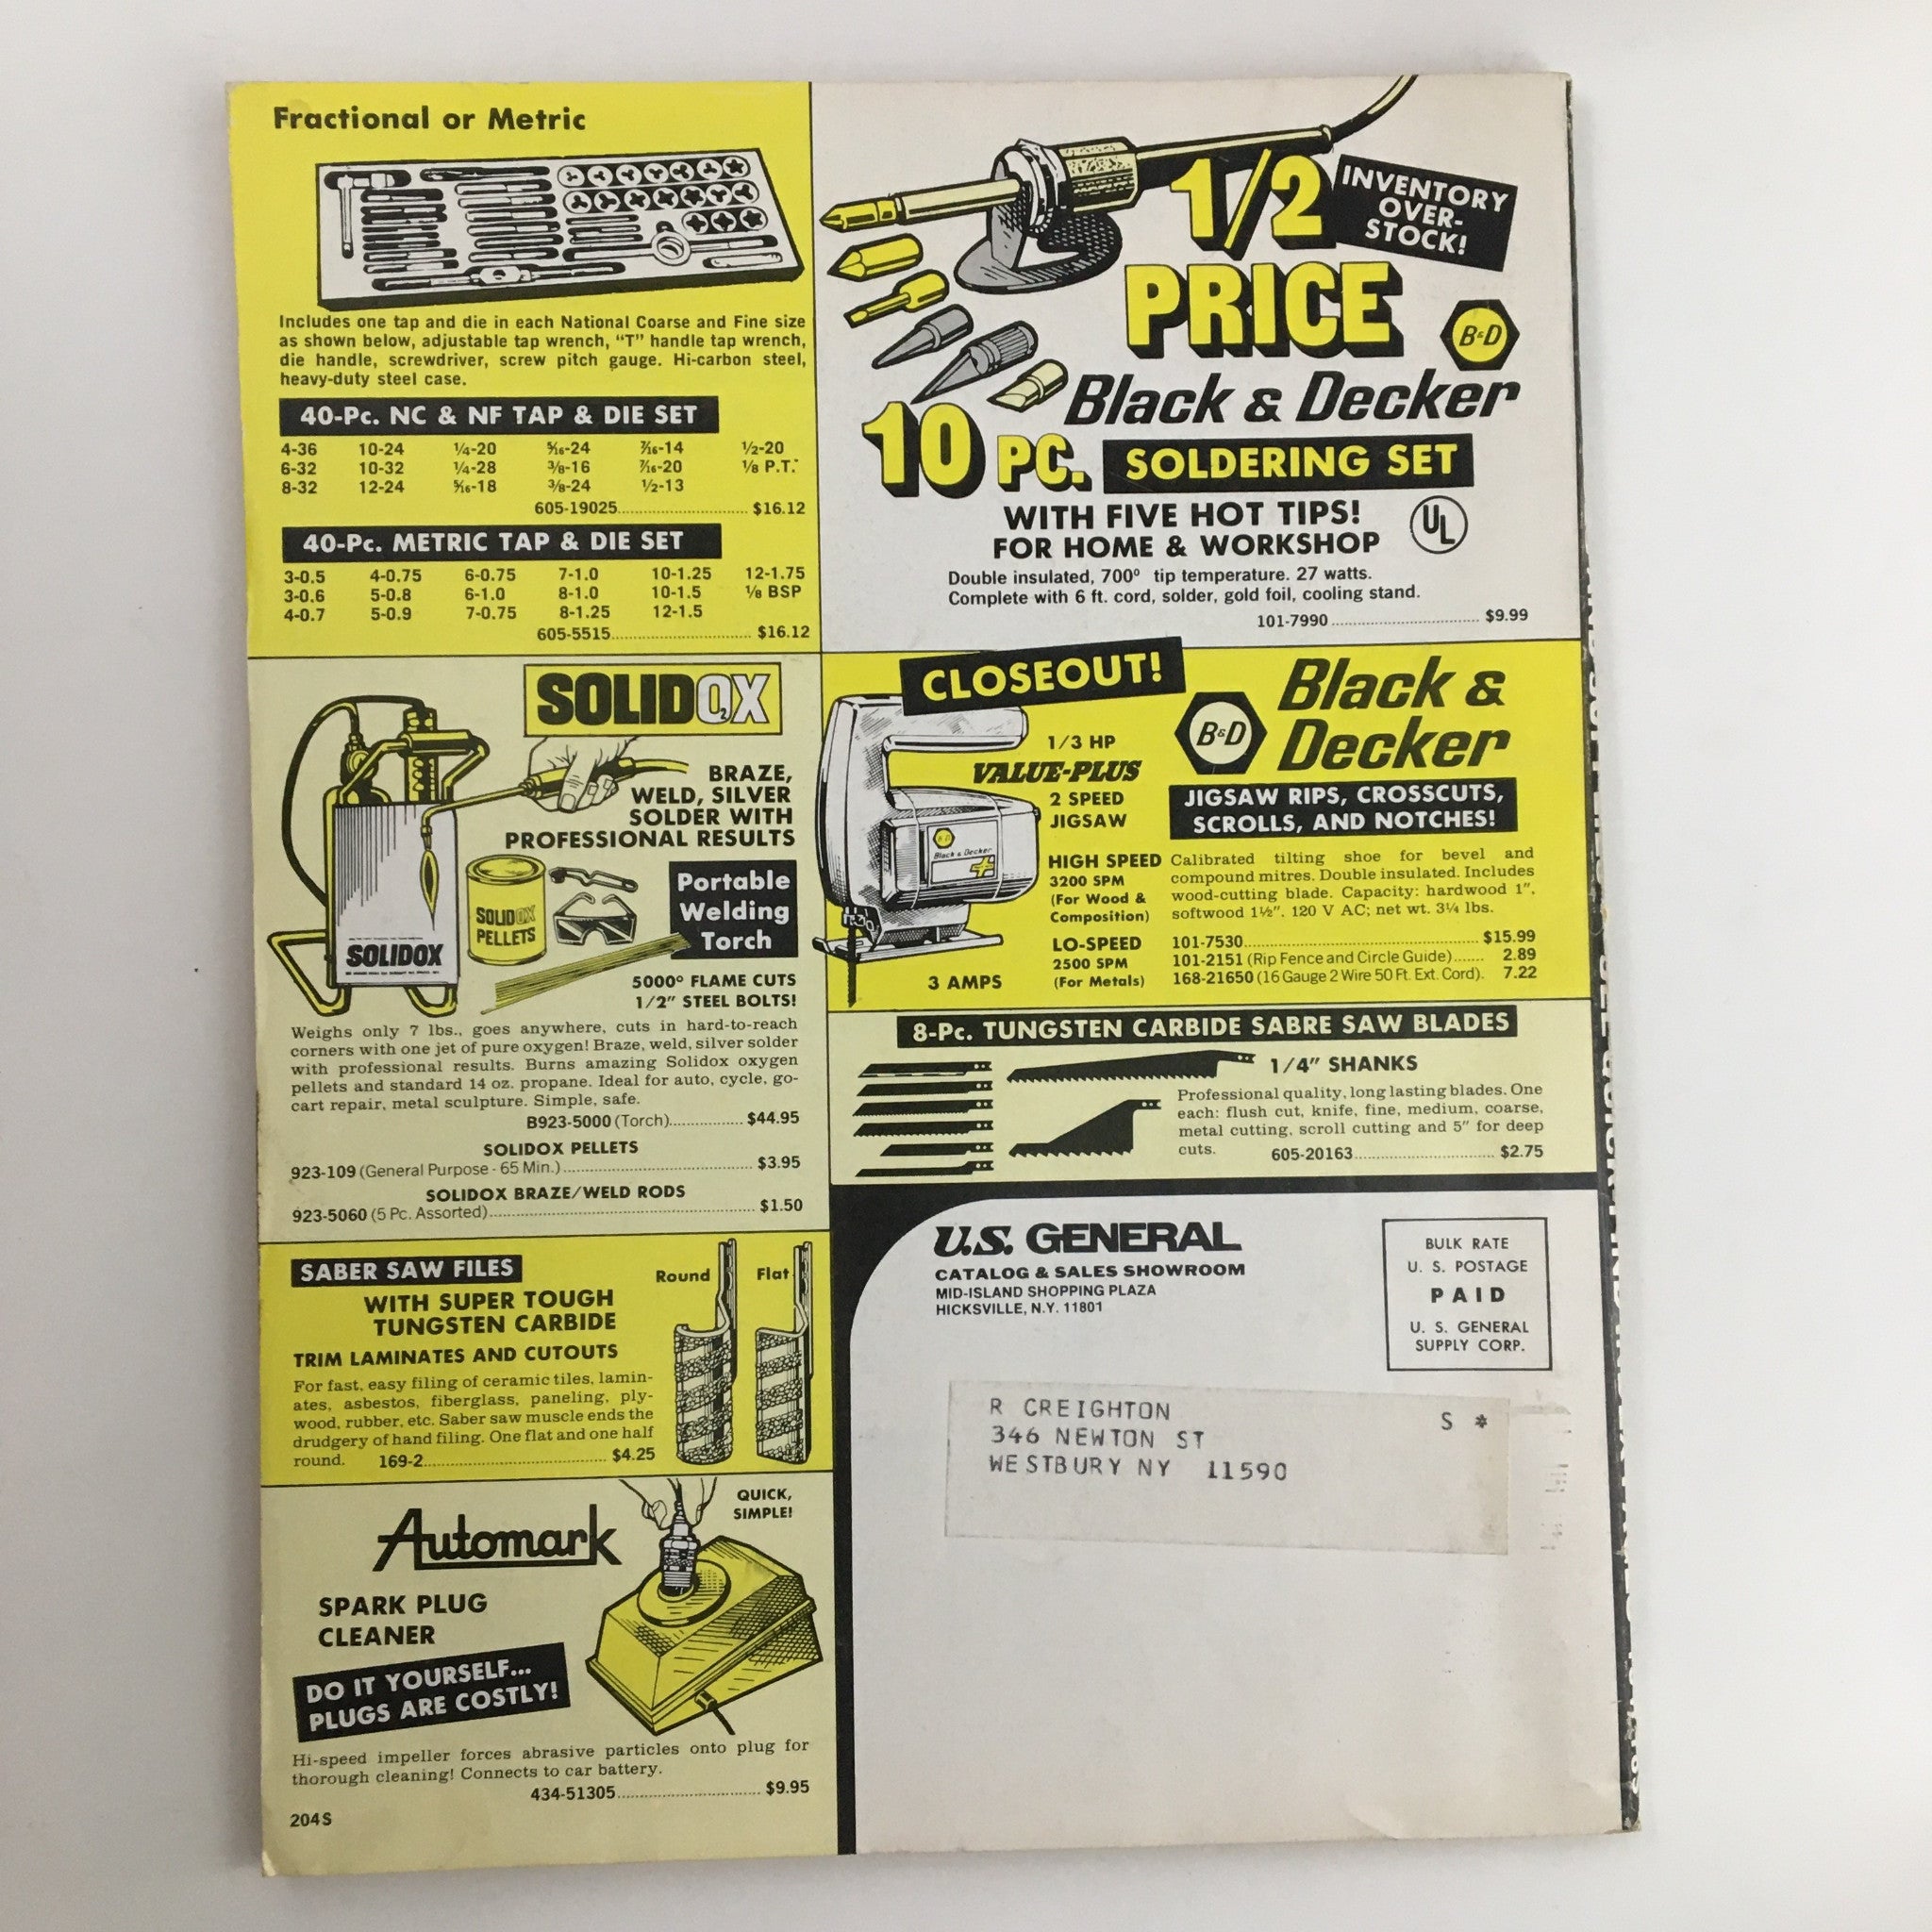 Fractional or Metric
Includes one tap and die in each National Coarse and Fine size
as shown below, adjustable tap wrench, "T" handle tap wrench,
die handle, screwdriver, screw pitch gauge. Hi-carbon steel,
heavy-duty steel case.
40-Pc. NC & NF TAP & DIE SET
4-36 10-24 1/4-20 5/16-24 7/16-14 1/2-20
6-32 10-32 1/4-28 3/8-16 7/16-20 1/8 P.T.
8-32 12-24 5/16-18 3/8-24 1/2-13
605-19025 $16.12
40-Pc. METRIC TAP & DIE SET
3-0.5 4-0.75 6-0.75 7-1.0 10-1.25 12-1.75
3-0.6 5-0.8 6-1.0 8-1.0 10-1.5 1/8 BSP
4-0.7 5-0.9 7-0.75 8-1.25 12-1.5
605-5515 $16.12
SOLIDOX
2
BRAZE,
WELD, SILVER
SOLDER WITH
PROFESSIONAL RESULTS
Portable
Welding
Torch
SOLIDOX
PELLETS
SOLIDOX
5000° FLAME CUTS
1/2" STEEL BOLTS!
Weighs only 7 lbs., goes anywhere, cuts in hard-to-reach
corners with one jet of pure oxygen! Braze, weld, silver solder
with professional results. Burns amazing Solidox oxygen
pellets and standard 14 oz. propane. Ideal for auto, cycle, go-
cart repair, metal sculpture. Simple, safe.
B923-5000 (Torch) $44.95
SOLIDOX PELLETS
923-109 (General Purpose - 65 Min.) $3.95
SOLIDOX BRAZE/WELD RODS
923-5060 (5 Pc. Assorted) $1.50
SABER SAW FILES
WITH SUPER TOUGH
TUNGSTEN CARBIDE
TRIM LAMINATES AND CUTOUTS
Round Flat
For fast, easy filing of ceramic tiles, lamin-
ates, asbestos, fiberglass, paneling, ply-
wood, rubber, etc. Saber saw muscle ends the
drudgery of hand filing. One flat and one half
round. 169-2 $4.25
Automark
QUICK,
SIMPLE!
SPARK PLUG
CLEANER
DO IT YOURSELF...
PLUGS ARE COSTLY!
Hi-speed impeller forces abrasive particles onto plug for
thorough cleaning! Connects to car battery.
434-51305 $9.95
204S
1/2
PRICE
INVENTORY
OVER-
STOCK!
B&D
Black & Decker
10 PC. SOLDERING SET
WITH FIVE HOT TIPS!
FOR HOME & WORKSHOP
UL
Double insulated, 700° tip temperature. 27 watts.
Complete with 6 ft. cord, solder, gold foil, cooling stand.
101-7990 $9.99
CLOSEOUT!
B&D
Black &
Decker
1/3 HP
VALUE-PLUS
2 SPEED
JIGSAW
B&D
Black & Decker
JIGSAW RIPS, CROSSCUTS,
SCROLLS, AND NOTCHES!
HIGH SPEED
3200 SPM
(For Wood &
Composition)
LO-SPEED
2500 SPM
(For Metals)
3 AMPS
Calibrated tilting shoe for bevel and
compound mitres. Double insulated. Includes
wood-cutting blade. Capacity: hardwood 1",
softwood 1½". 120 V AC; net wt. 3¼ lbs.
101-7530 $15.99
101-2151 (Rip Fence and Circle Guide) 2.89
168-21650 (16 Gauge 2 Wire 50 Ft. Ext. Cord). 7.22
8-Pc. TUNGSTEN CARBIDE SABRE SAW BLADES
1/4" SHANKS
Professional quality, long lasting blades. One
each: flush cut, knife, fine, medium, coarse,
metal cutting, scroll cutting and 5" for deep
cuts. 605-20163 $2.75
U.S. GENERAL
CATALOG & SALES SHOWROOM
MID-ISLAND SHOPPING PLAZA
HICKSVILLE, N.Y. 11801
BULK RATE
U. S. POSTAGE
PAID
U. S. GENERAL
SUPPLY CORP.
R CREIGHTON S *
346 NEWTON ST
WESTBURY NY 11590